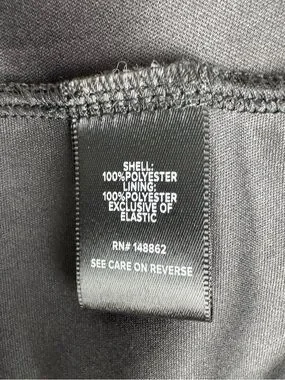 SHELL:
100%POLYESTER
LINING:
100%POLYESTER
EXCLUSIVE OF
ELASTIC
RN# 148862
SEE CARE ON REVERSE